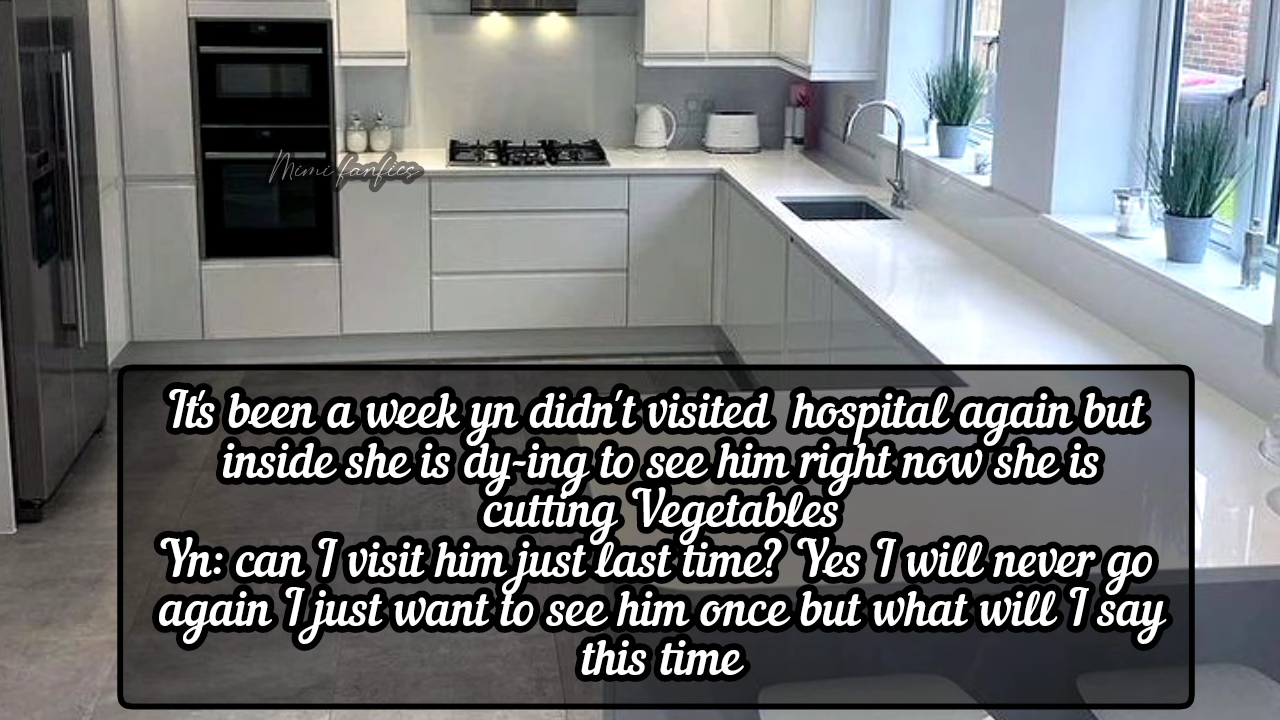 Mimi fanfics
It's been a week yn didn't visited hospital again but
inside she is dy-ing to see him right now she is
cutting Vegetables
Yn: can I visit him just last time? Yes I will never go
again I just want to see him once but what will I say
this time